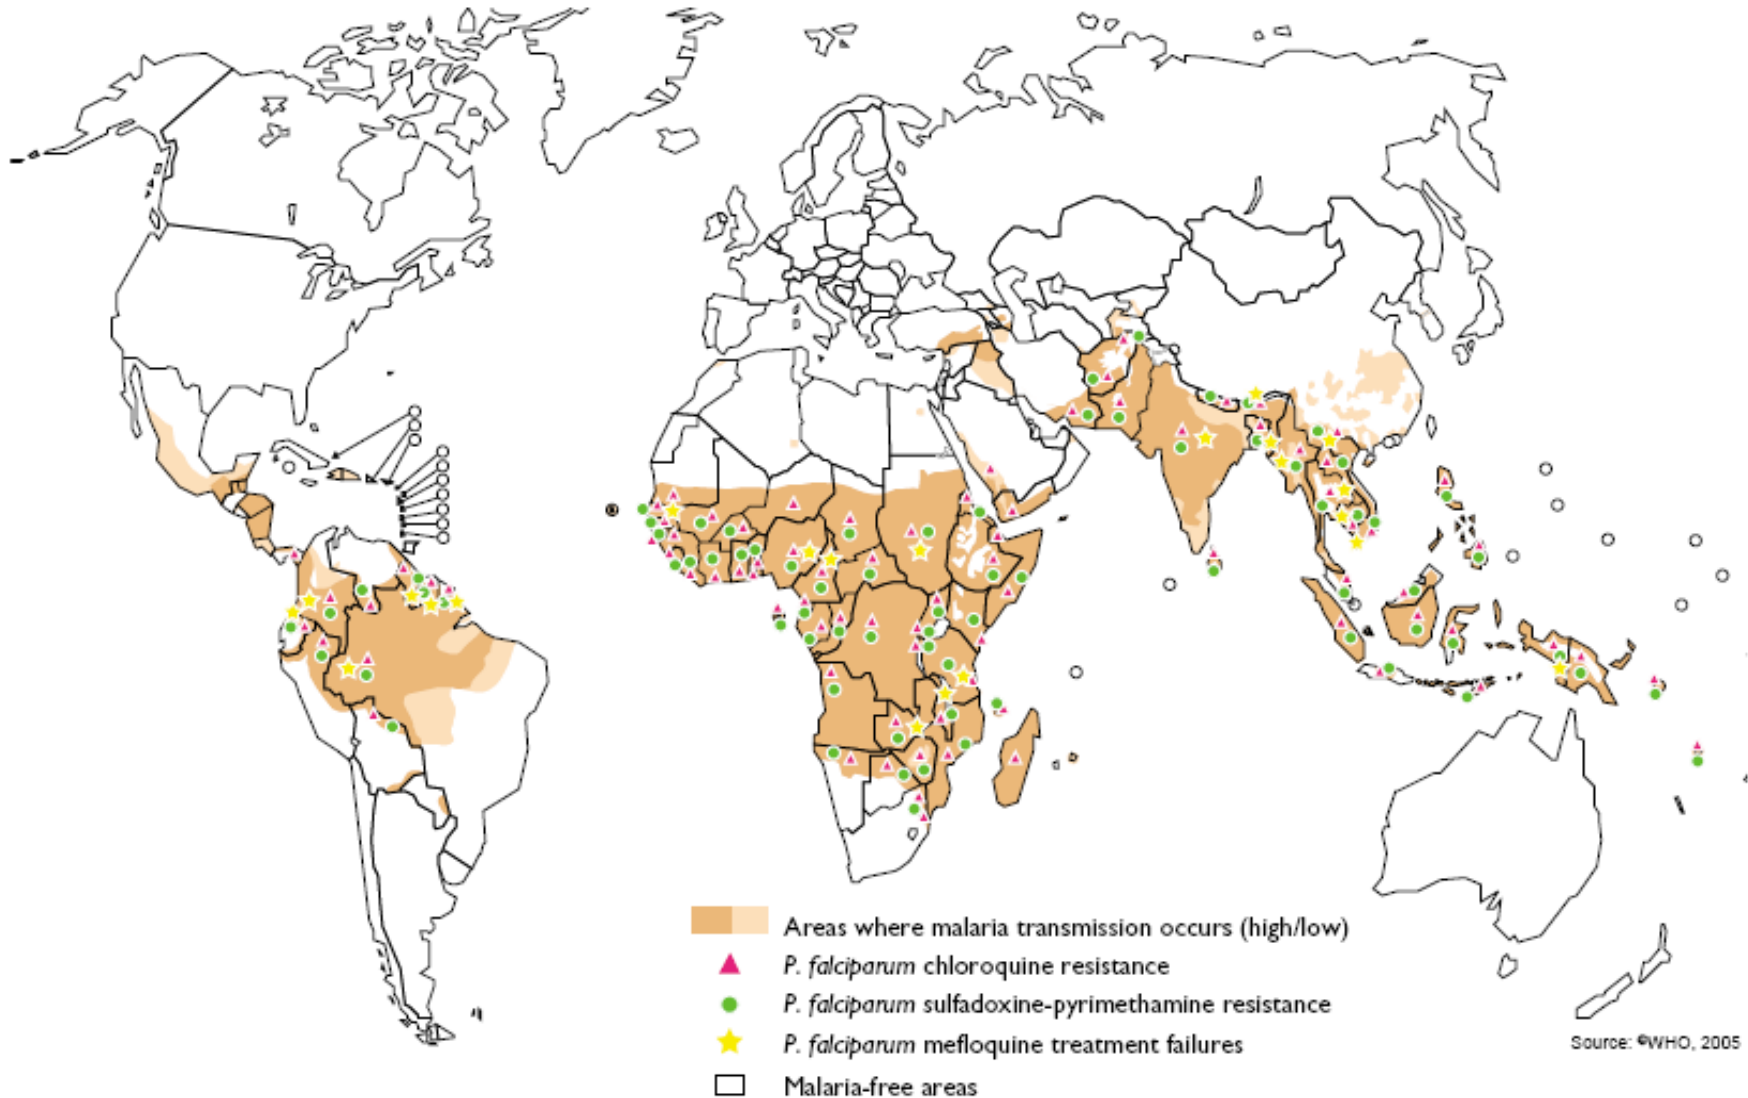 Areas where malaria transmission occurs (high/low)
P. falciparum chloroquine resistance
P. falciparum sulfadoxine-pyrimethamine resistance
P. falciparum mefloquine treatment failures
Malaria-free areas
Source: ©WHO, 2005